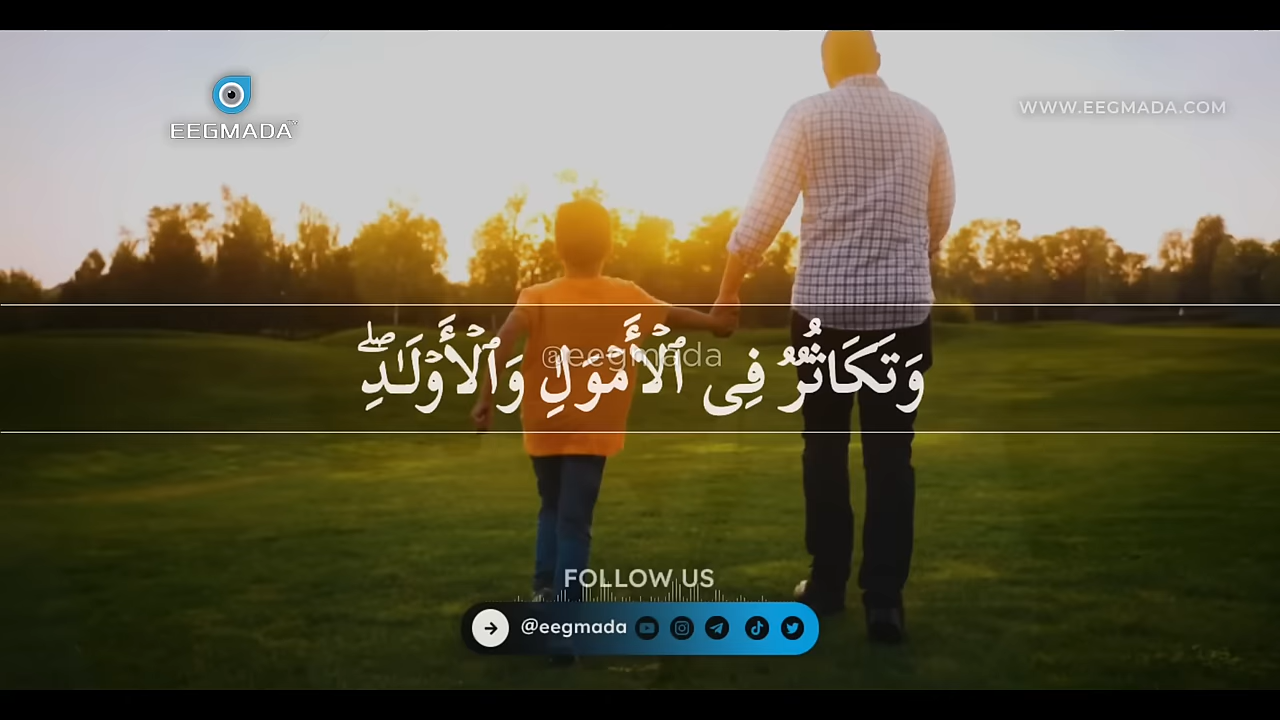 EEGMADA
WWW.EEGMADA.COM
وَتَكَاثُرٌ فِى ٱلْأَمْوَٰلِ وَٱلْأَوْلَـٰدِ ۖ
@eegmada
FOLLOW US
@eegmada